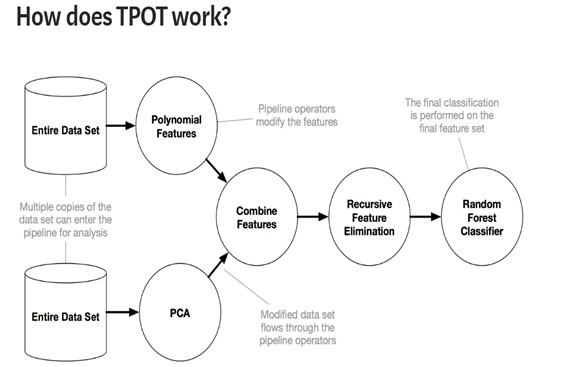 How does TPOT work?
Entire Data Set
Polynomial
Features
Pipeline operators
modify the features
The final classification
is performed on the
final feature set
Multiple copies of the
data set can enter the
pipeline for analysis
Combine
Features
Recursive
Feature
Elimination
Random
Forest
Classifier
Entire Data Set
PCA
Modified data set
flows through the
pipeline operators